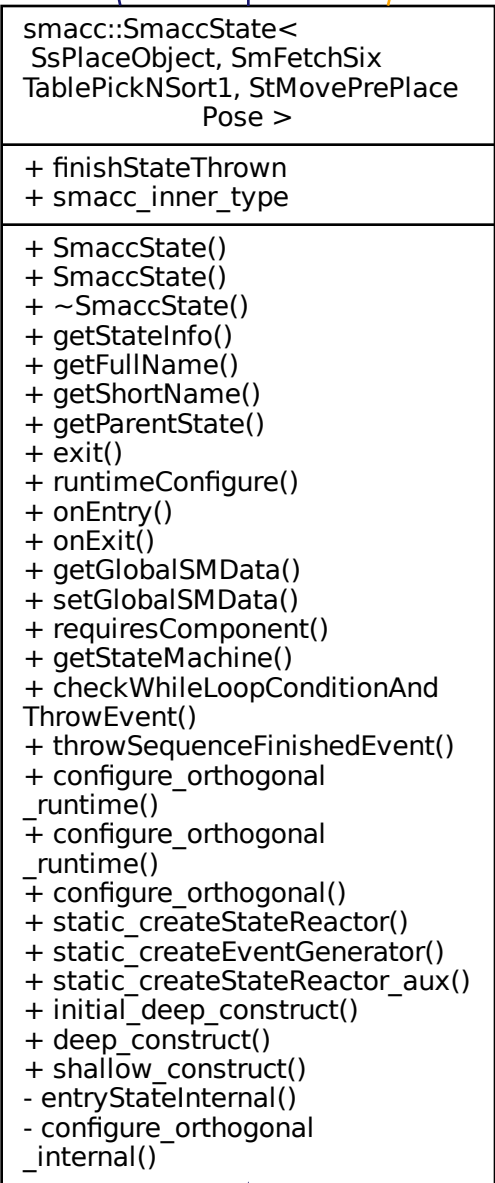 smacc::SmaccState<
SsPlaceObject, SmFetchSix
TablePickNSort1, StMovePrePlace
Pose >
+ finishStateThrown
+ smacc_inner_type
+ SmaccState()
+ SmaccState()
+ ~SmaccState()
+ getStateInfo()
+ getFullName()
+ getShortName()
+ getParentState()
+ exit()
+ runtimeConfigure()
+ onEntry()
+ onExit()
+ getGlobalSMData()
+ setGlobalSMData()
+ requiresComponent()
+ getStateMachine()
+ checkWhileLoopConditionAnd
ThrowEvent()
+ throwSequenceFinishedEvent()
+ configure_orthogonal
_runtime()
+ configure_orthogonal
_runtime()
+ configure_orthogonal()
+ static_createStateReactor()
+ static_createEventGenerator()
+ static_createStateReactor_aux()
+ initial_deep_construct()
+ deep_construct()
+ shallow_construct()
- entryStateInternal()
- configure_orthogonal
_internal()